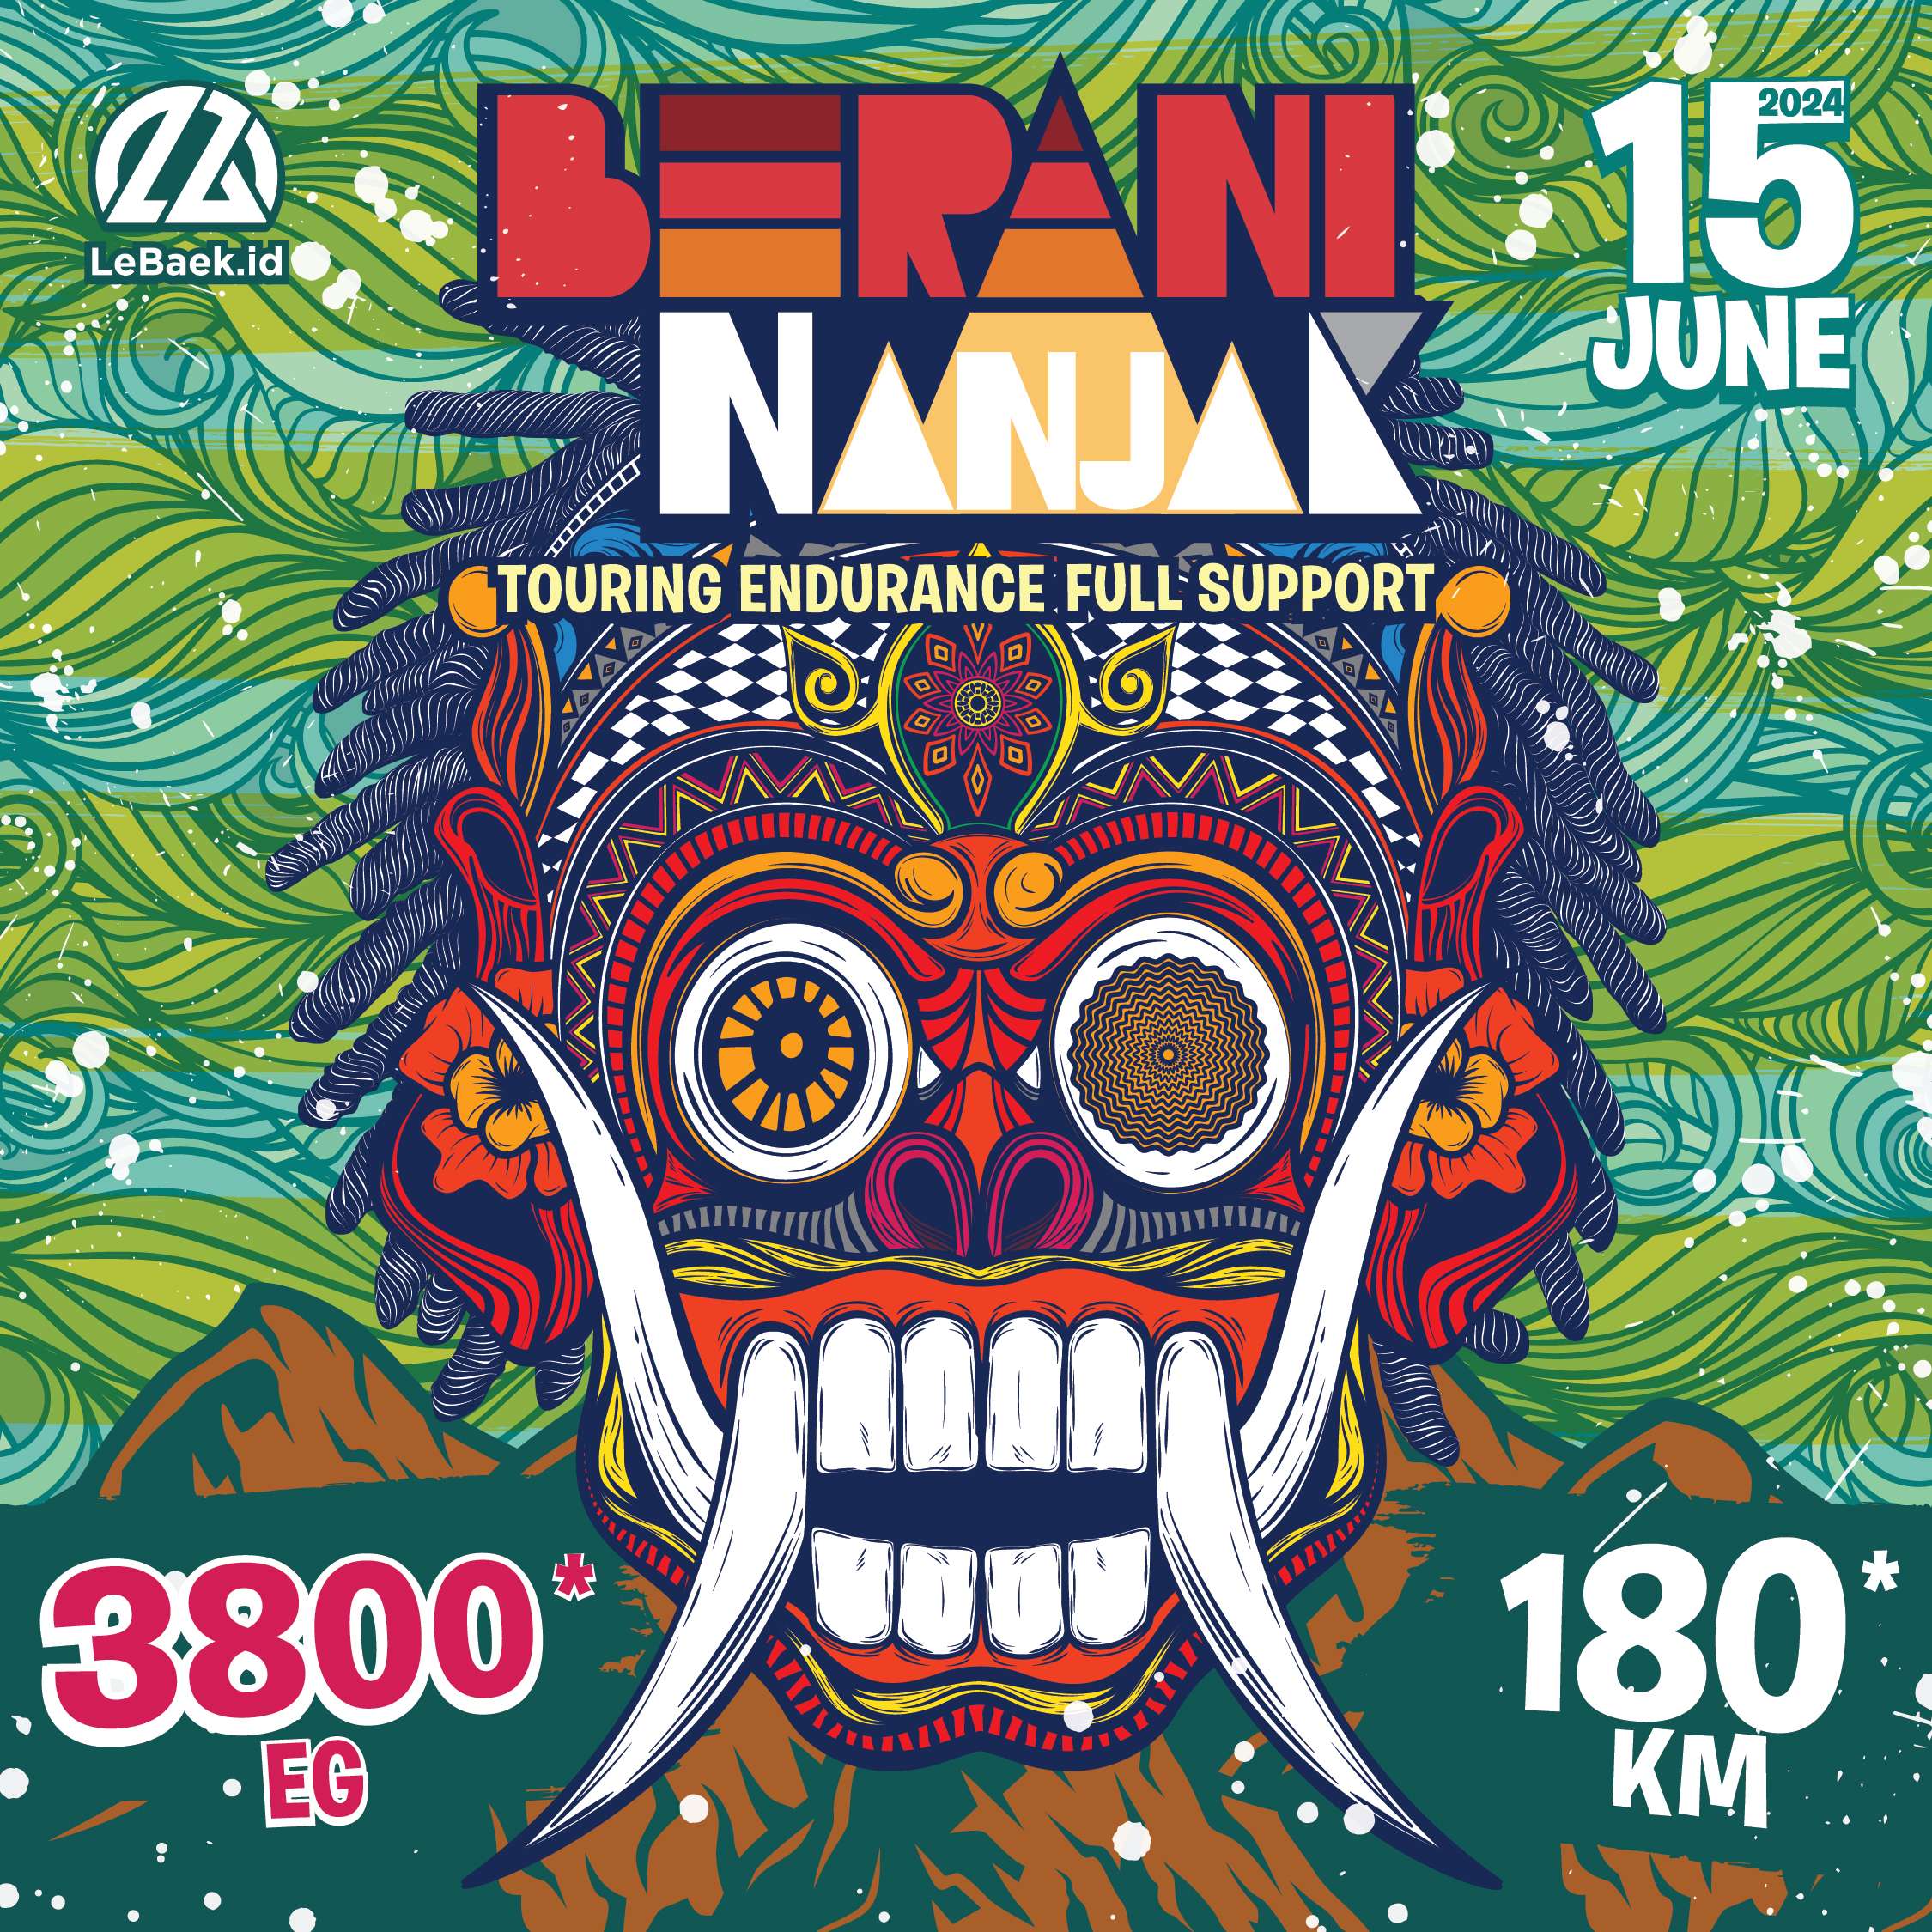 LeBaek.id
BERANI
NANJAK
15
2024
JUNE
TOURING ENDURANCE FULL SUPPORT
3800*
EG
180*
KM